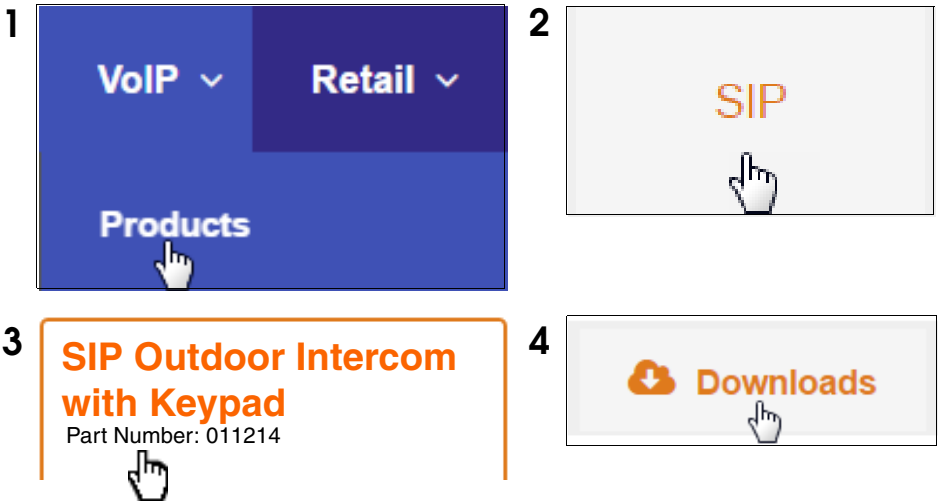 1
VoIP Retail
Products
2
SIP
3
SIP Outdoor Intercom
with Keypad
Part Number: 011214
4
Downloads